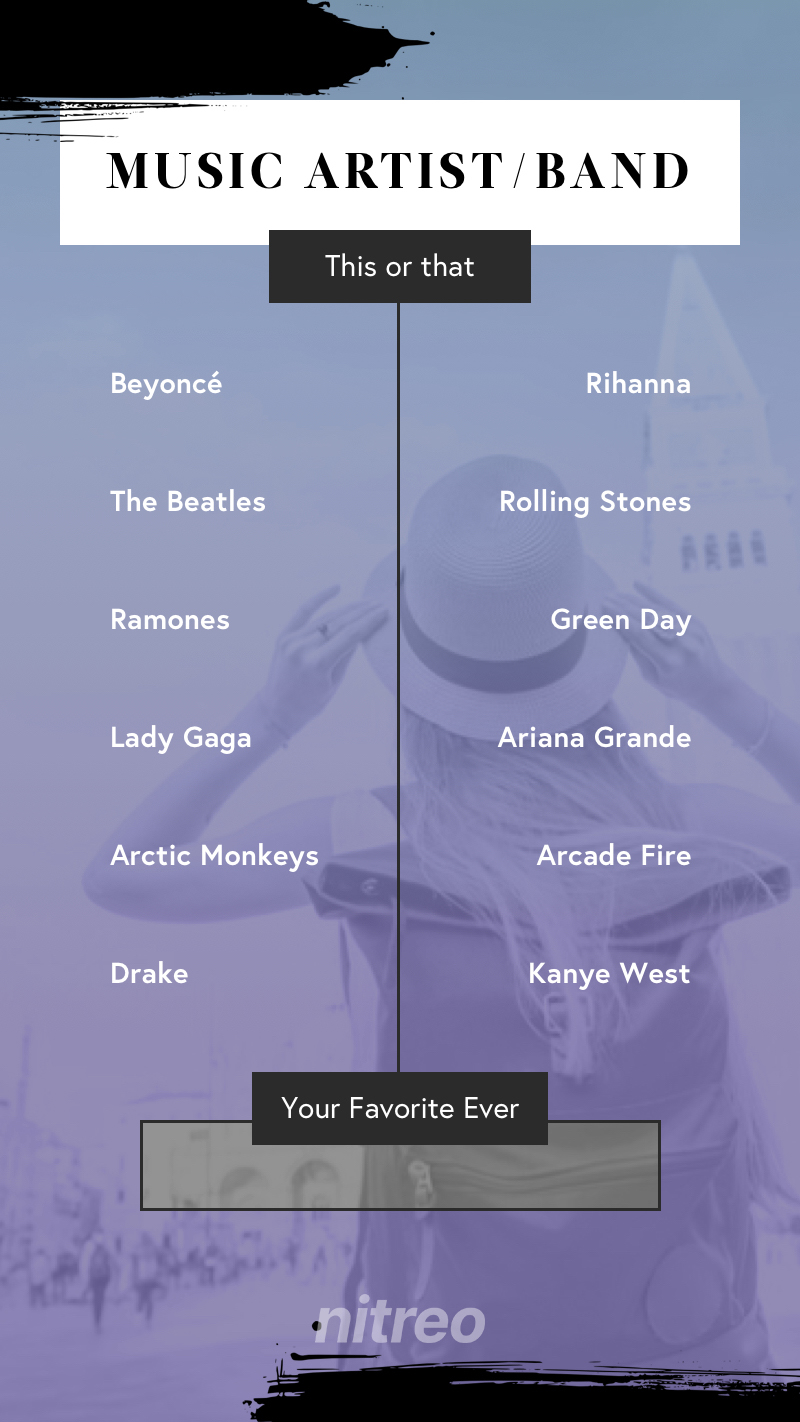 MUSIC ARTIST/BAND
This or that
Beyoncé Rihanna
The Beatles Rolling Stones
Ramones Green Day
Lady Gaga Ariana Grande
Arctic Monkeys Arcade Fire
Drake Kanye West
Your Favorite Ever
nitreo